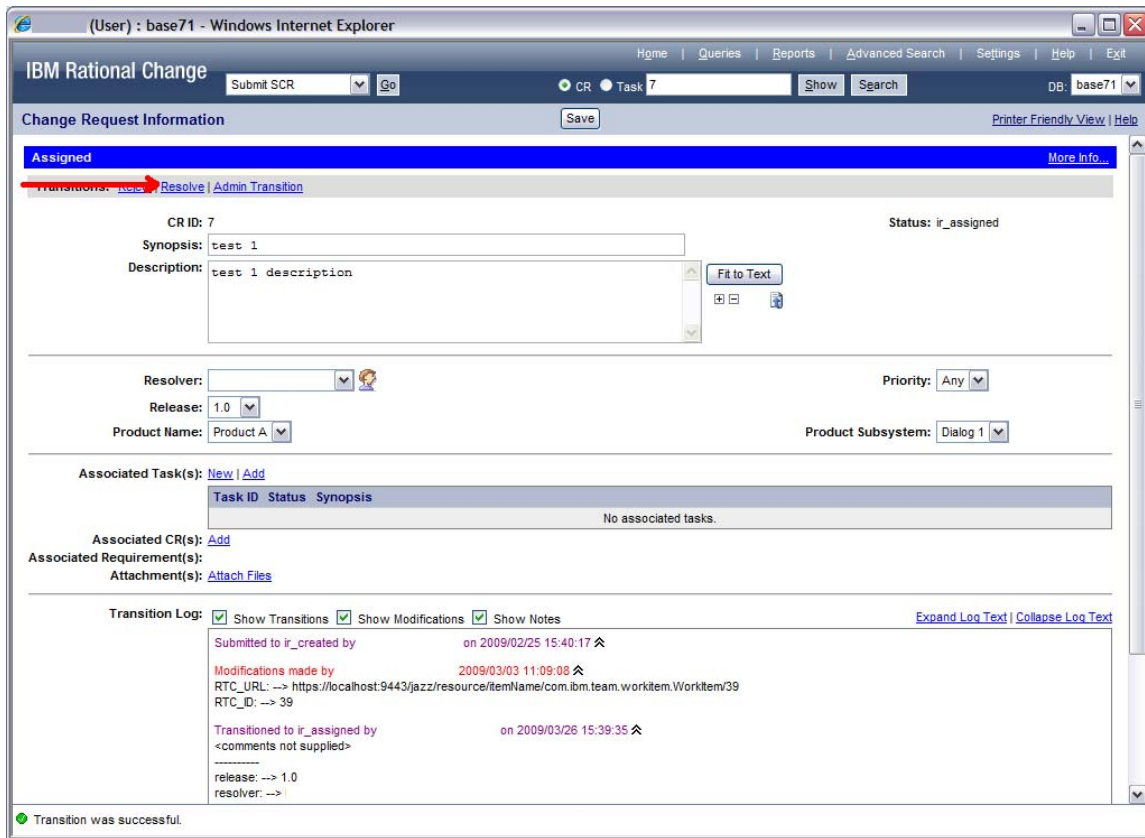 (User) : base71 - Windows Internet Explorer
Home | Queries | Reports | Advanced Search | Settings | Help | Exit
IBM Rational Change
Submit SCR Go CR Task 7 Show Search DB: base71
Change Request Information Save Printer Friendly View | Help
Assigned More Info...
Resolve | Admin Transition
CR ID: 7 Status: ir_assigned
Synopsis: test 1
Description: test 1 description
Fit to Text
Resolver: Priority: Any
Release: 1.0
Product Name: Product A Product Subsystem: Dialog 1
Associated Task(s): New | Add
Task ID Status Synopsis
No associated tasks.
Associated CR(s): Add
Associated Requirement(s):
Attachment(s): Attach Files
Transition Log: Show Transitions Show Modifications Show Notes Expand Log Text | Collapse Log Text
Submitted to ir_created by on 2009/02/25 15:40:17
Modifications made by 2009/03/03 11:09:08
RTC_URL: --> https://localhost:9443/jazz/resource/itemName/com.ibm.team.workitem.WorkItem/39
RTC_ID: --> 39
Transitioned to ir_assigned by on 2009/03/26 15:39:35
<comments not supplied>
----------
release: --> 1.0
resolver: -->
Transition was successful.